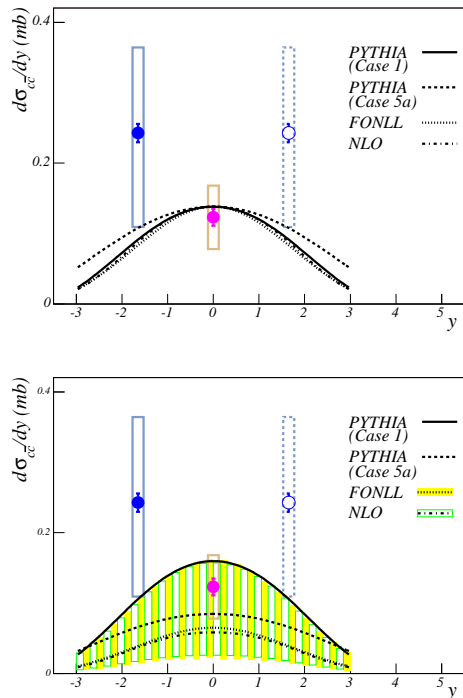 dσcc̄/dy (mb)
0.4
PYTHIA
(Case 1)
PYTHIA
(Case 5a)
FONLL
NLO
0.2
0
-3 -2 -1 0 1 2 3 4 5
y
dσcc̄/dy (mb)
0.4
PYTHIA
(Case 1)
PYTHIA
(Case 5a)
FONLL
NLO
0.2
0
-3 -2 -1 0 1 2 3 4 5
y